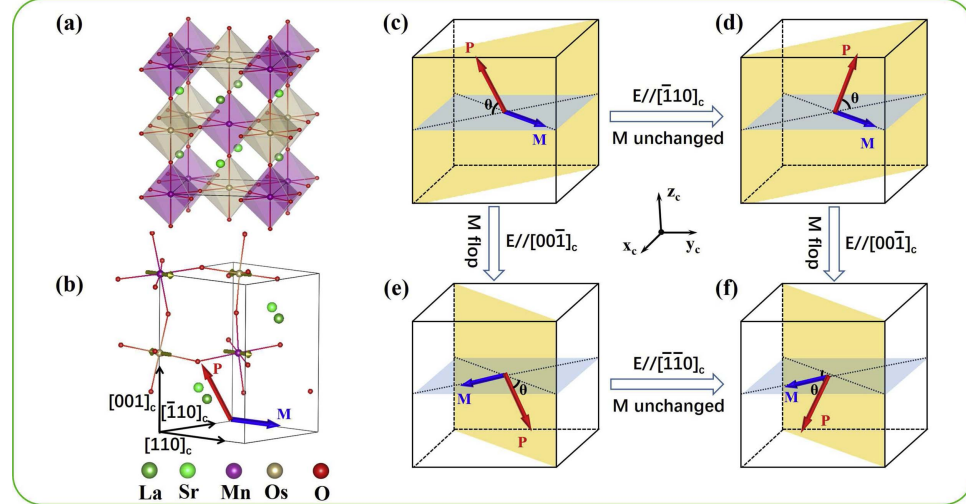 (a)
(b)
P
M
[001]c
[1̄10]c
[110]c
La Sr Mn Os O
(c)
P
θ
M
E//[1̄10]c
M unchanged
(d)
P
θ
M
M flop
E//[001̄]c
zc
xc
yc
M flop
E//[001̄]c
(e)
M
θ
P
E//[1̄1̄0]c
M unchanged
(f)
M
θ
P